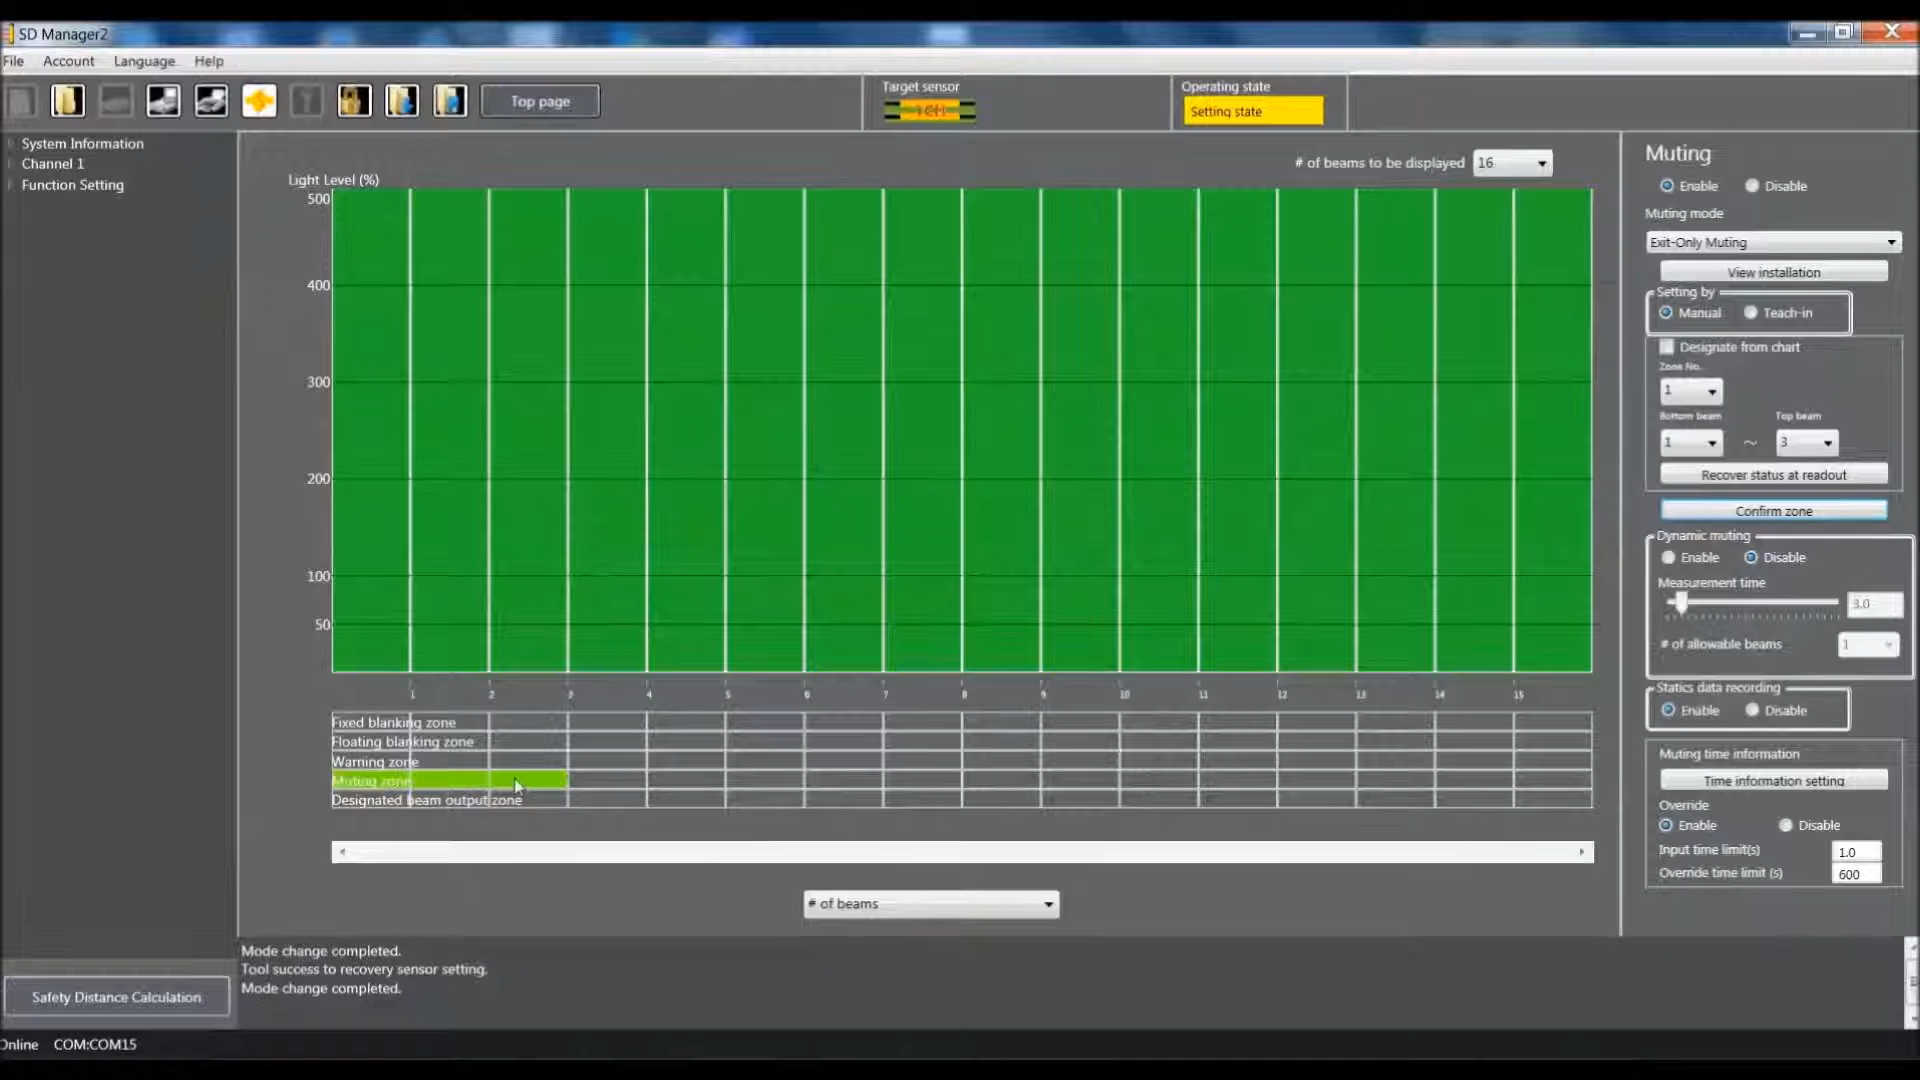 SD Manager2
File Account Language Help
Top page
Target sensor
1CH
Operating state
Setting state
System Information
Channel 1
Function Setting
# of beams to be displayed 16
Light Level (%)
500
400
300
200
100
50
1 2 3 4 5 6 7 8 9 10 11 12 13 14 15
Fixed blanking zone
Floating blanking zone
Warning zone
Muting zone
Designated beam output zone
# of beams
Muting
Enable Disable
Muting mode
Exit-Only Muting
View installation
Setting by
Manual Teach-in
Designate from chart
Zone No.
1
Bottom beam Top beam
1 ~ 3
Recover status at readout
Confirm zone
Dynamic muting
Enable Disable
Measurement time
3.0
# of allowable beams 1
Statics data recording
Enable Disable
Muting time information
Time information setting
Override
Enable Disable
Input time limit(s) 1.0
Override time limit (s) 600
Mode change completed.
Tool success to recovery sensor setting.
Mode change completed.
Safety Distance Calculation
Online COM:COM15